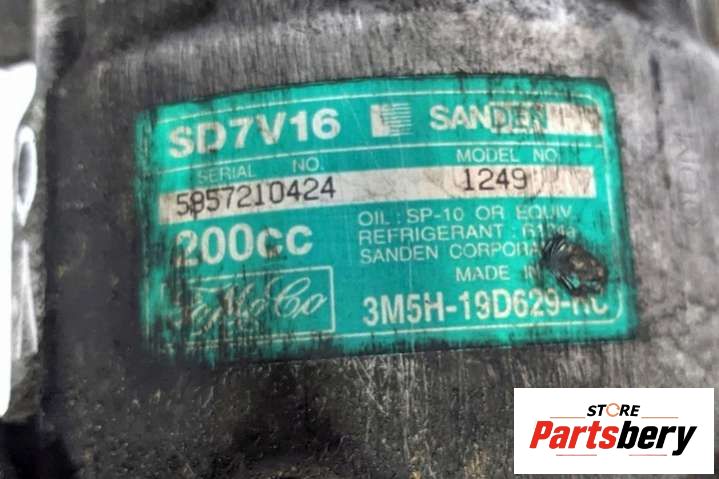 SD7V16 SANDEN
SERIAL NO. MODEL NO.
5857210424 1249
200cc
OIL : SP-10 OR EQUIV.
REFRIGERANT :
SANDEN CORPORA
MADE IN
FoMoCo
3M5H-19D629-
STORE
Partsbery